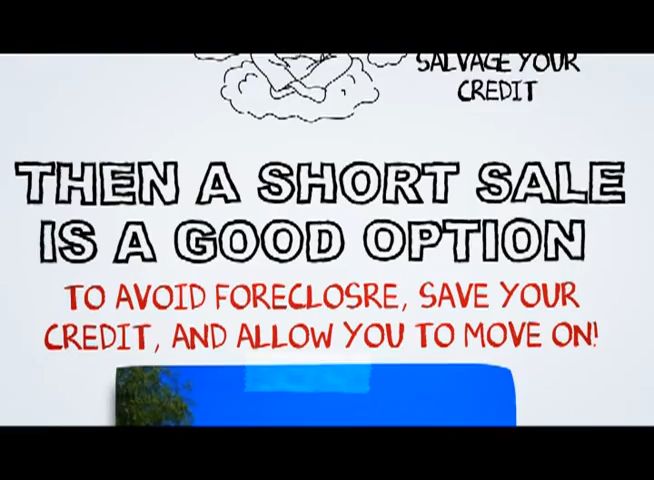 SALVAGE YOUR
CREDIT
THEN A SHORT SALE
IS A GOOD OPTION
TO AVOID FORECLOSRE, SAVE YOUR
CREDIT, AND ALLOW YOU TO MOVE ON!